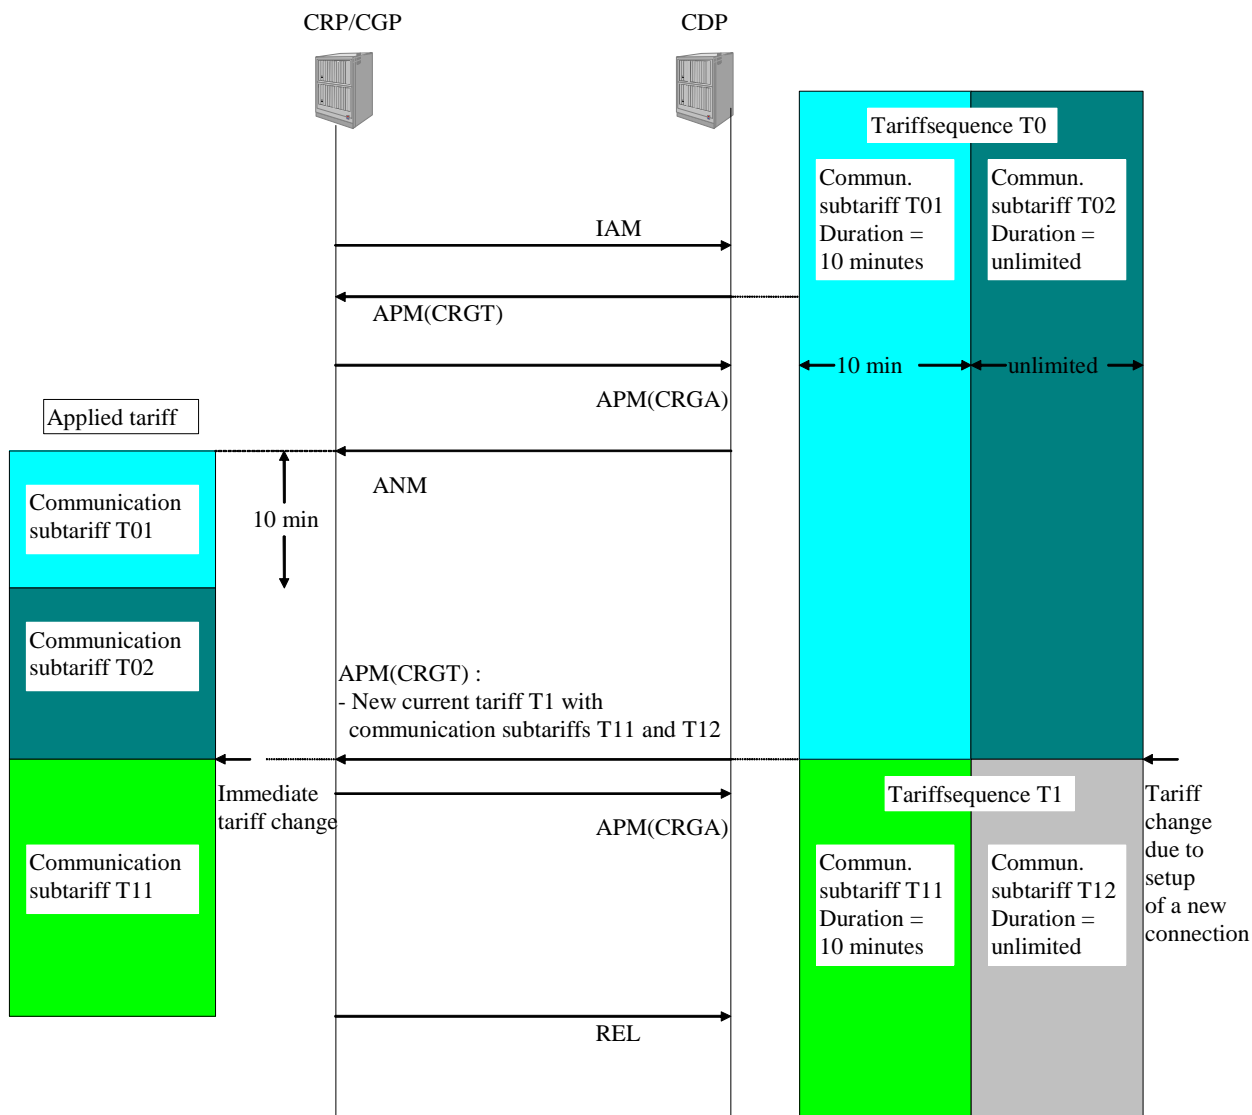 CRP/CGP
CDP
Tariffsequence T0
Commun.
subtariff T01
Duration =
10 minutes
Commun.
subtariff T02
Duration =
unlimited
IAM
APM(CRGT)
10 min
unlimited
APM(CRGA)
Applied tariff
ANM
Communication
subtariff T01
10 min
Communication
subtariff T02
APM(CRGT) :
- New current tariff T1 with
communication subtariffs T11 and T12
Immediate
tariff change
Tariffsequence T1
Tariff
change
due to
setup
of a new
connection
APM(CRGA)
Communication
subtariff T11
Commun.
subtariff T11
Duration =
10 minutes
Commun.
subtariff T12
Duration =
unlimited
REL